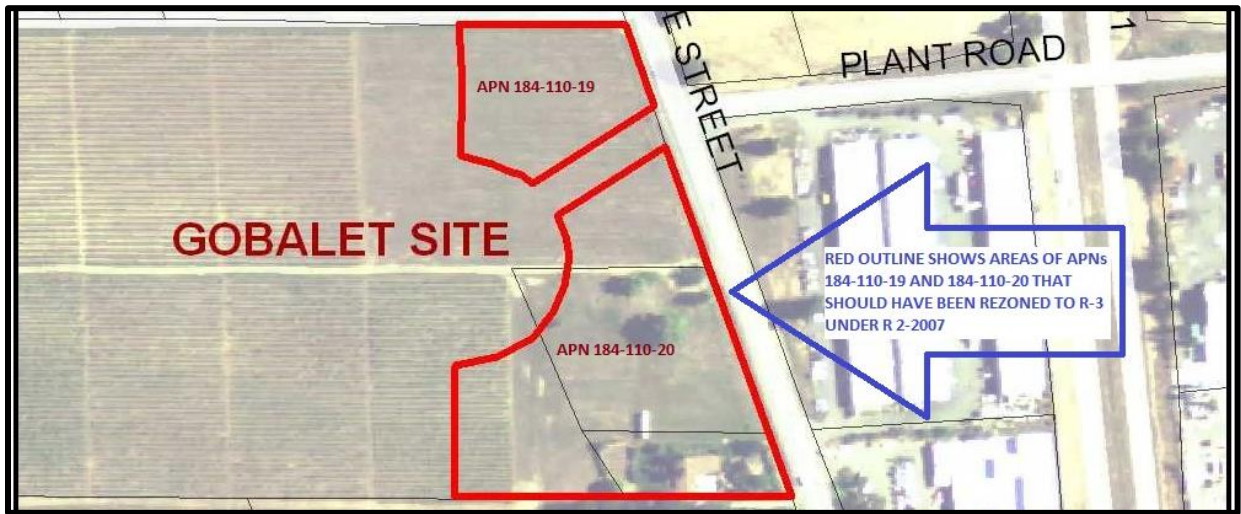 E STREET
PLANT ROAD
1
APN 184-110-19
GOBALET SITE
RED OUTLINE SHOWS AREAS OF APNs
184-110-19 AND 184-110-20 THAT
SHOULD HAVE BEEN REZONED TO R-3
UNDER R 2-2007
APN 184-110-20